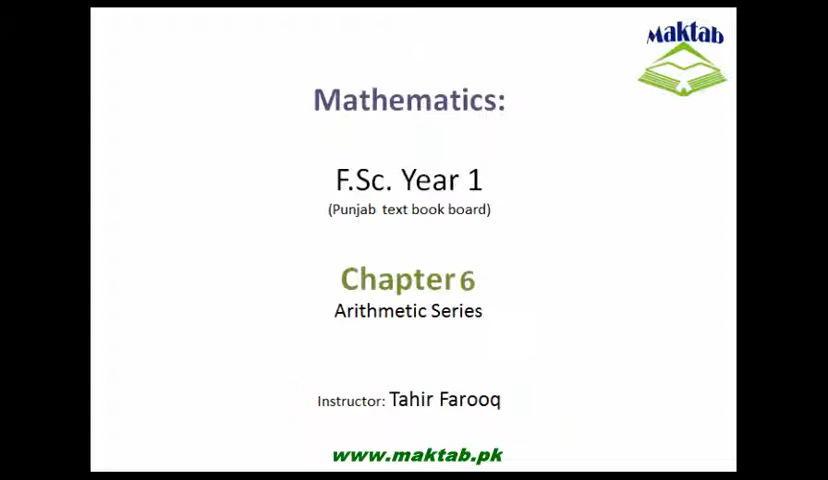 Maktab
Mathematics:
F.Sc. Year 1
(Punjab text book board)
Chapter 6
Arithmetic Series
Instructor: Tahir Farooq
www.maktab.pk